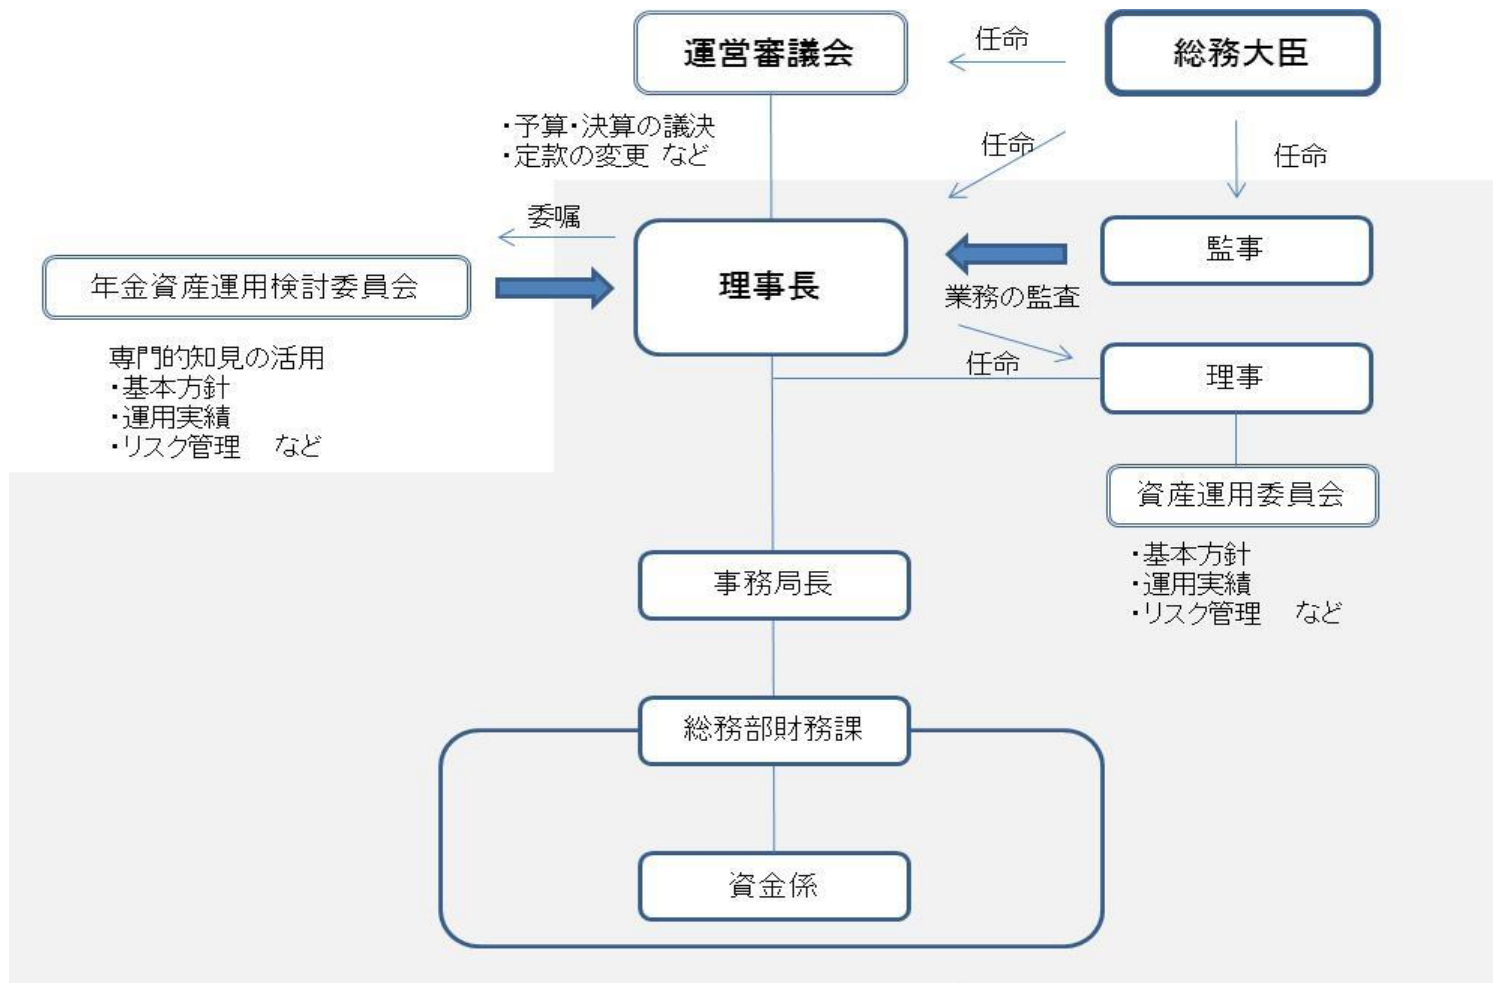 運営審議会
任命
総務大臣
・予算・決算の議決
・定款の変更 など
任命
任命
委嘱
年金資産運用検討委員会
理事長
監事
業務の監査
専門的知見の活用
・基本方針
・運用実績
・リスク管理 など
任命
理事
資産運用委員会
・基本方針
・運用実績
・リスク管理 など
事務局長
総務部財務課
資金係